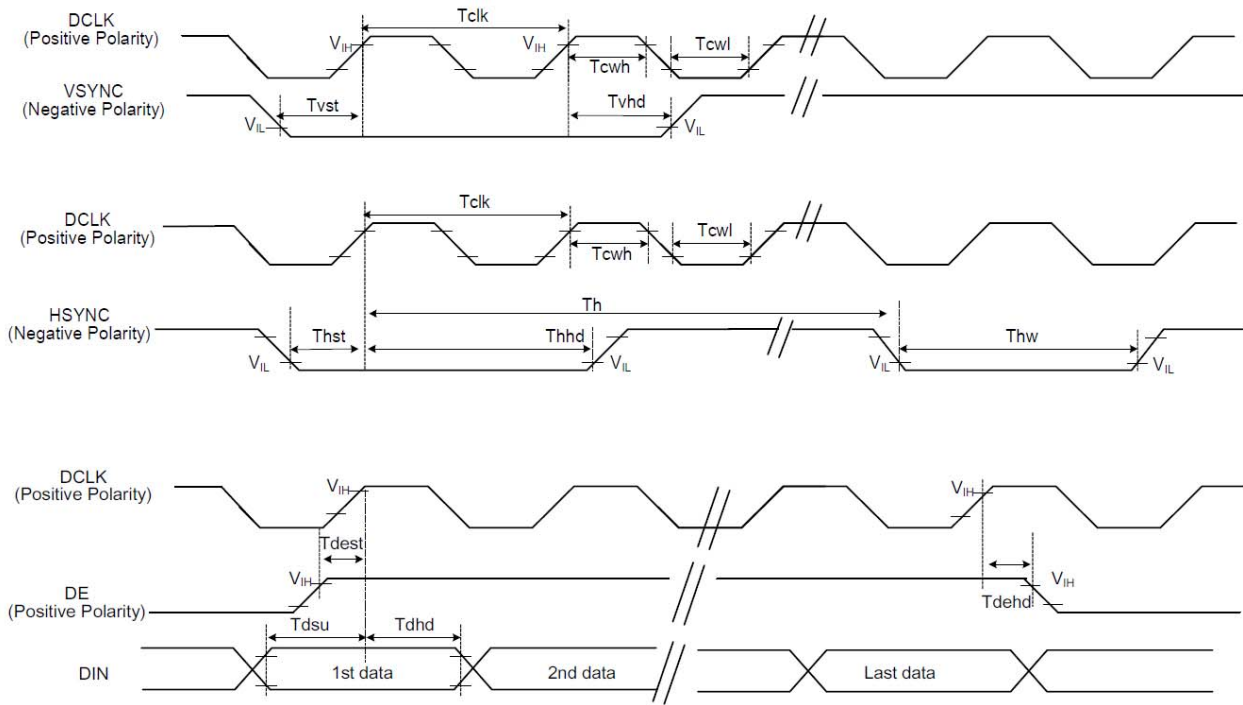 DCLK
(Positive Polarity)
Tclk
VIH
VIH
Tcwh
Tcwl
VSYNC
(Negative Polarity)
Tvst
Tvhd
VIL
VIL
DCLK
(Positive Polarity)
Tclk
Tcwh
Tcwl
HSYNC
(Negative Polarity)
Th
Thst
Thhd
Thw
VIL
VIL
VIL
VIL
DCLK
(Positive Polarity)
VIH
VIH
Tdest
DE
(Positive Polarity)
VIH
VIH
Tdehd
Tdsu
Tdhd
DIN
1st data
2nd data
Last data